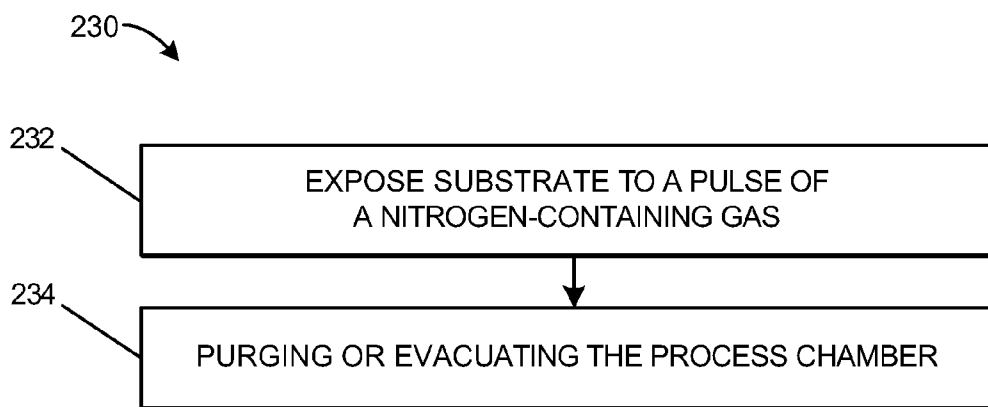 230
232
EXPOSE SUBSTRATE TO A PULSE OF
A NITROGEN-CONTAINING GAS
234
PURGING OR EVACUATING THE PROCESS CHAMBER